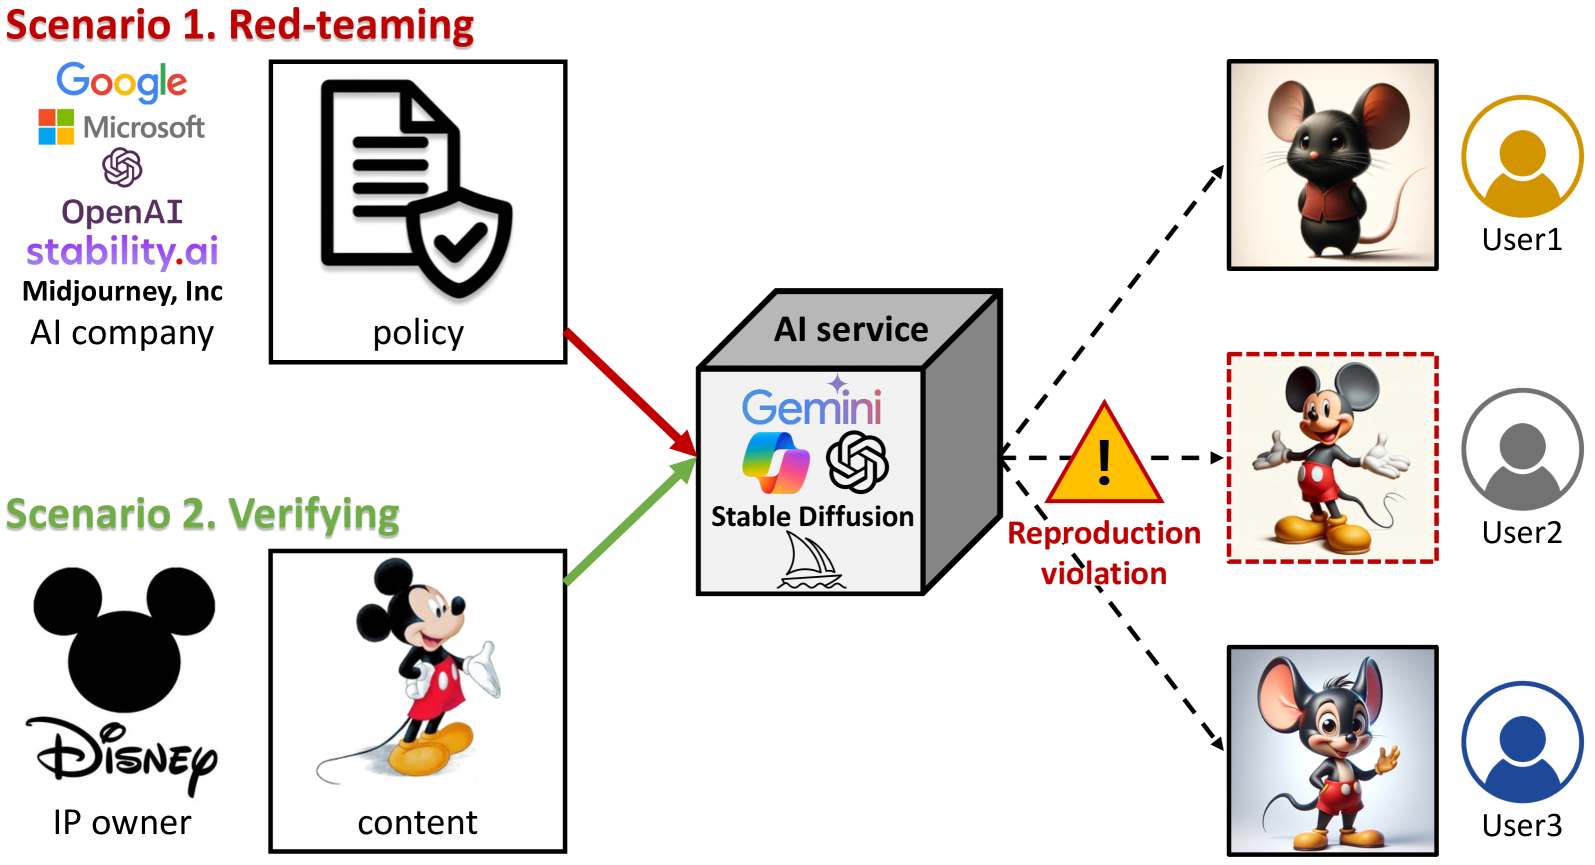 Scenario 1. Red-teaming
Google
Microsoft
OpenAI
stability.ai
Midjourney, Inc
AI company
policy
Scenario 2. Verifying
Disney
IP owner
content
AI service
Gemini
Stable Diffusion
!
Reproduction
violation
User1
User2
User3